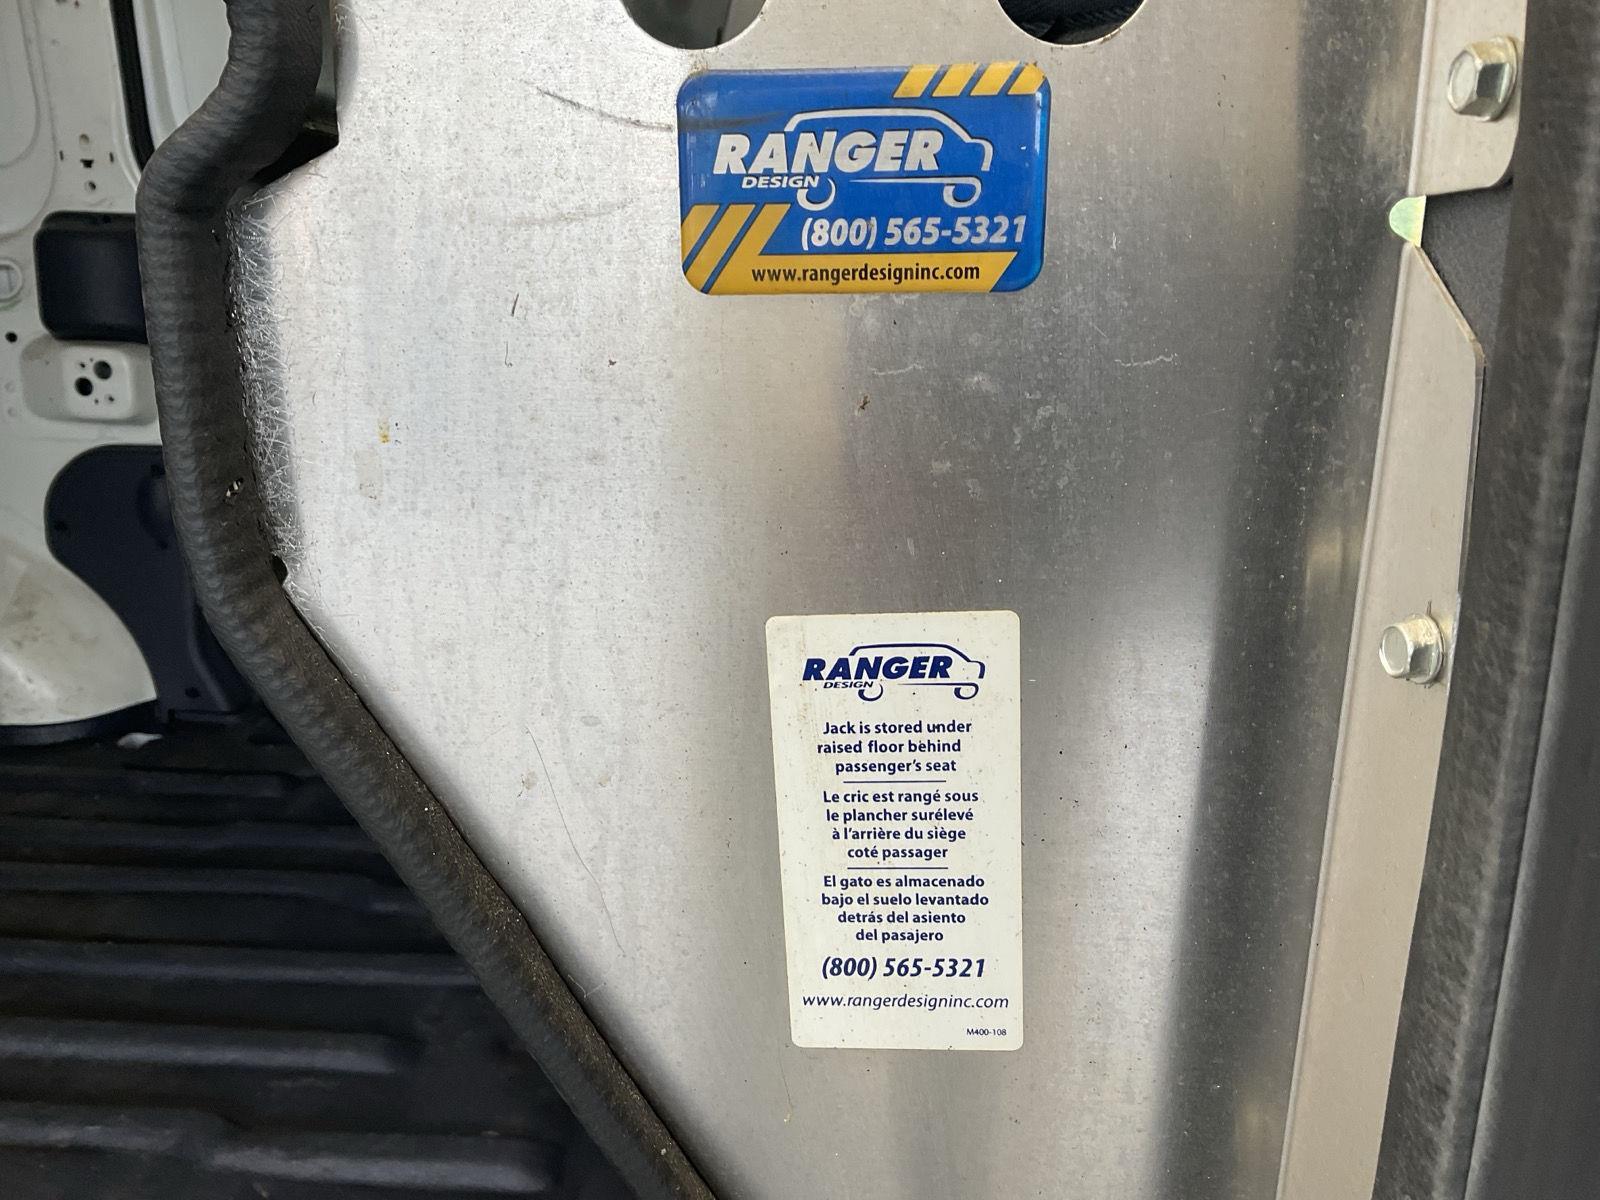 RANGER
DESIGN
(800) 565-5321
www.rangerdesigninc.com
RANGER
DESIGN
Jack is stored under
raised floor behind
passenger's seat
Le cric est rangé sous
le plancher surélevé
à l'arrière du siège
coté passager
El gato es almacenado
bajo el suelo levantado
detrás del asiento
del pasajero
(800) 565-5321
www.rangerdesigninc.com
M400-108